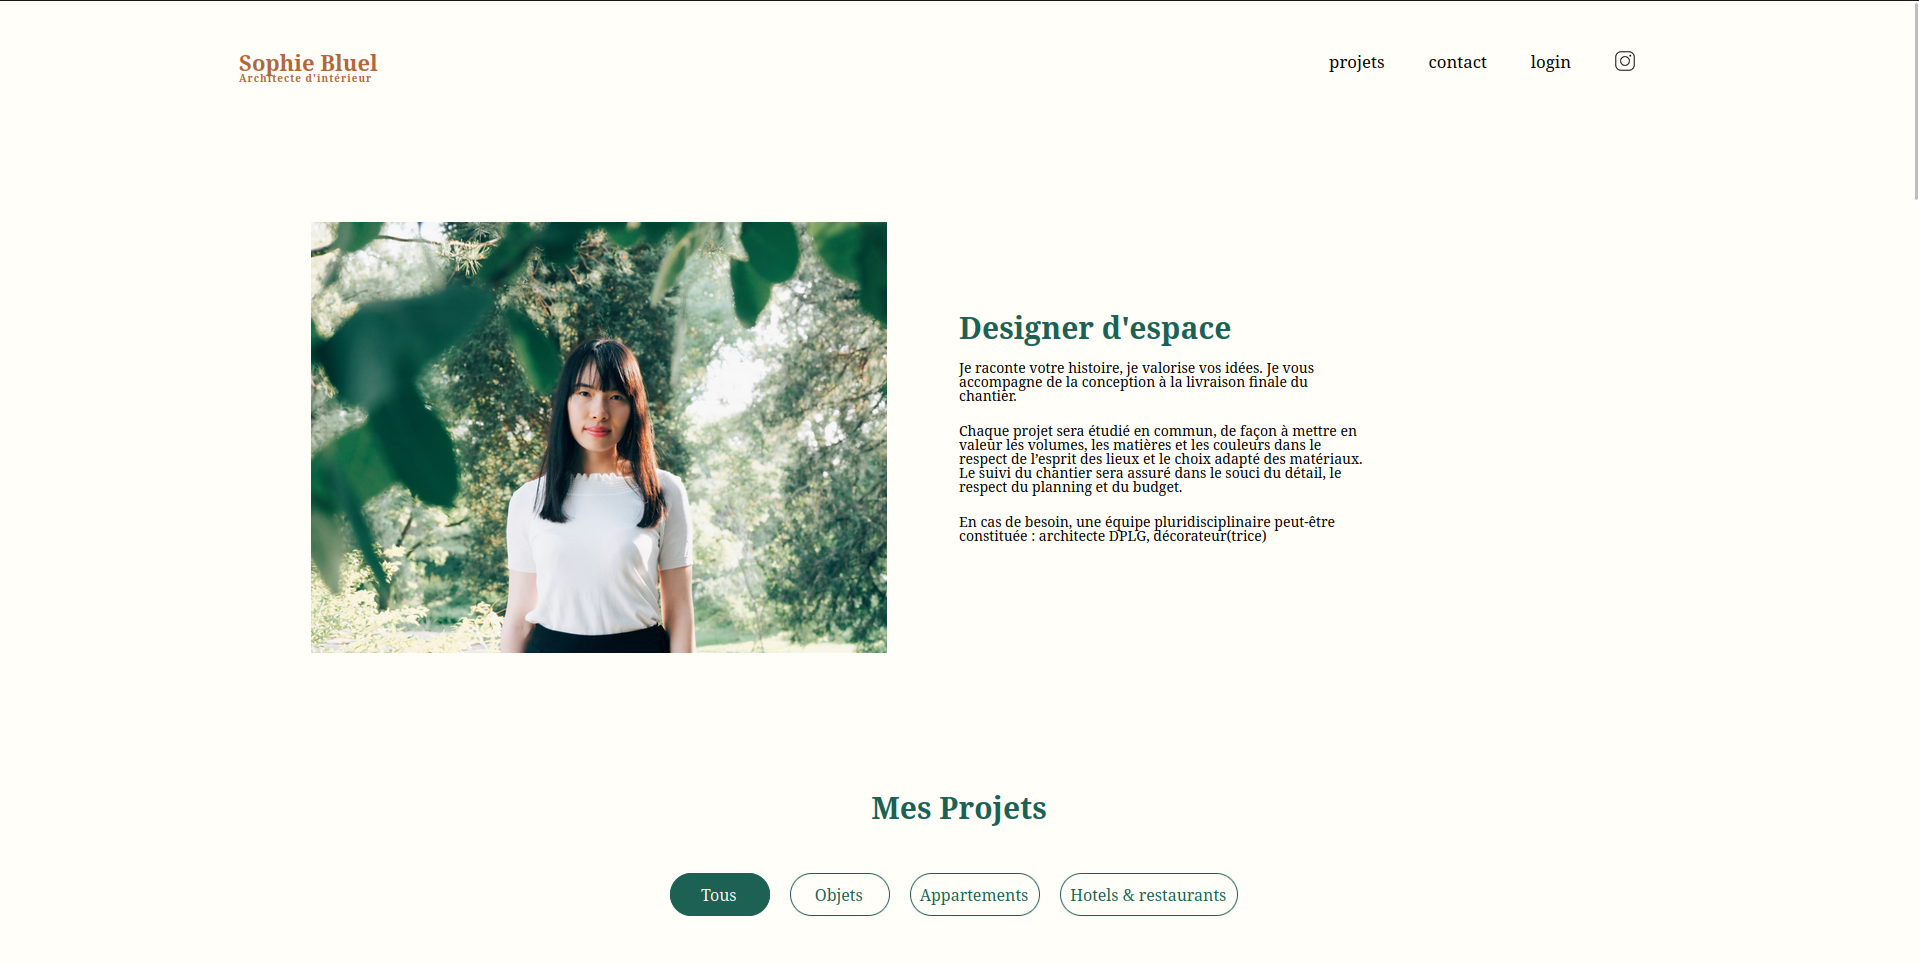 Sophie Bluel
Architecte d'intérieur
projets contact login
Designer d'espace
Je raconte votre histoire, je valorise vos idées. Je vous
accompagne de la conception à la livraison finale du
chantier.
Chaque projet sera étudié en commun, de façon à mettre en
valeur les volumes, les matières et les couleurs dans le
respect de l’esprit des lieux et le choix adapté des matériaux.
Le suivi du chantier sera assuré dans le souci du détail, le
respect du planning et du budget.
En cas de besoin, une équipe pluridisciplinaire peut-être
constituée : architecte DPLG, décorateur(trice)
Mes Projets
Tous Objets Appartements Hotels & restaurants